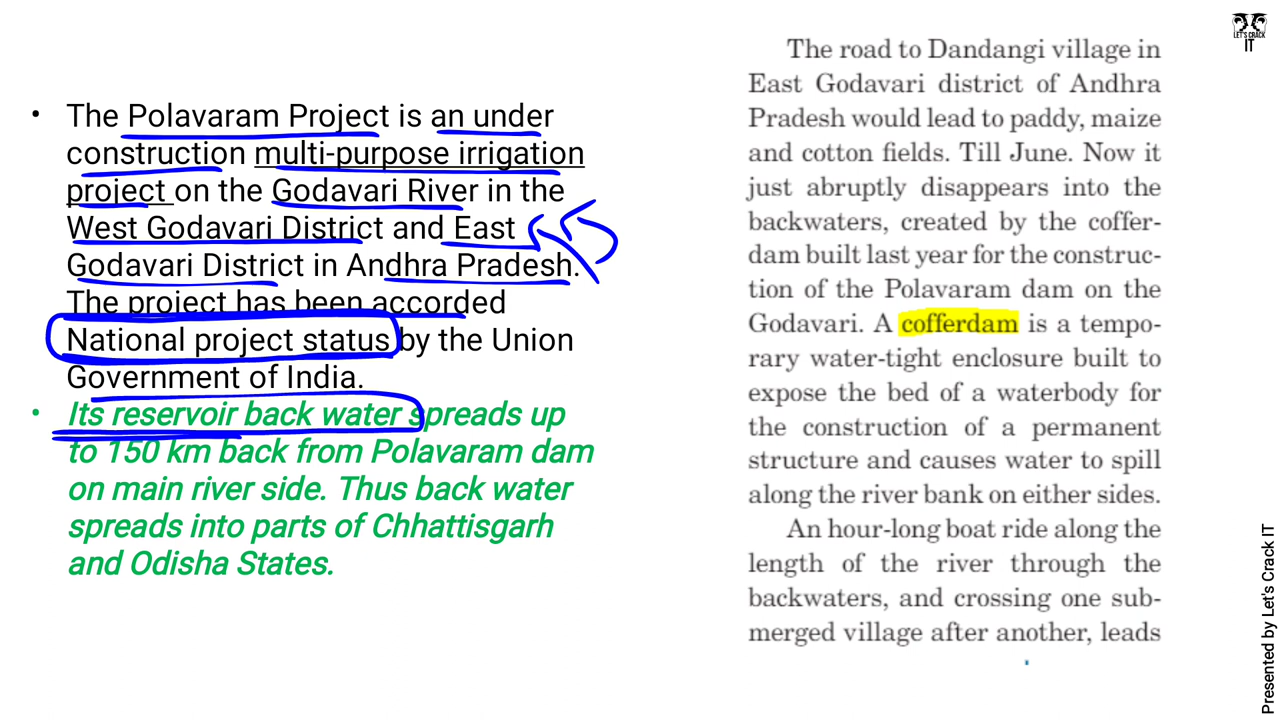 • The Polavaram Project is an under
construction multi-purpose irrigation
project on the Godavari River in the
West Godavari District and East
Godavari District in Andhra Pradesh.
The project has been accorded
National project status by the Union
Government of India.
• Its reservoir back water spreads up
to 150 km back from Polavaram dam
on main river side. Thus back water
spreads into parts of Chhattisgarh
and Odisha States.
The road to Dandangi village in
East Godavari district of Andhra
Pradesh would lead to paddy, maize
and cotton fields. Till June. Now it
just abruptly disappears into the
backwaters, created by the coffer-
dam built last year for the construc-
tion of the Polavaram dam on the
Godavari. A cofferdam is a tempo-
rary water-tight enclosure built to
expose the bed of a waterbody for
the construction of a permanent
structure and causes water to spill
along the river bank on either sides.
An hour-long boat ride along the
length of the river through the
backwaters, and crossing one sub-
merged village after another, leads
LET'S CRACK
IT
Presented by Let's Crack IT